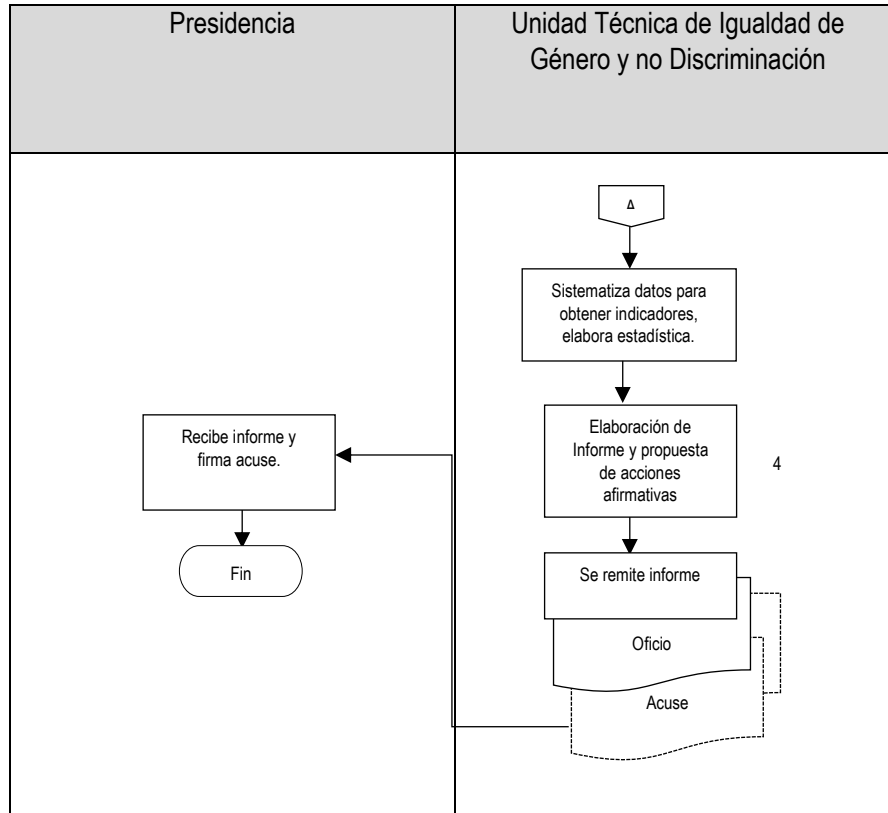 Presidencia
Unidad Técnica de Igualdad de
Género y no Discriminación
Δ
Sistematiza datos para
obtener indicadores,
elabora estadística.
Elaboración de
Informe y propuesta
de acciones
afirmativas
4
Recibe informe y
firma acuse.
Fin
Se remite informe
Oficio
Acuse